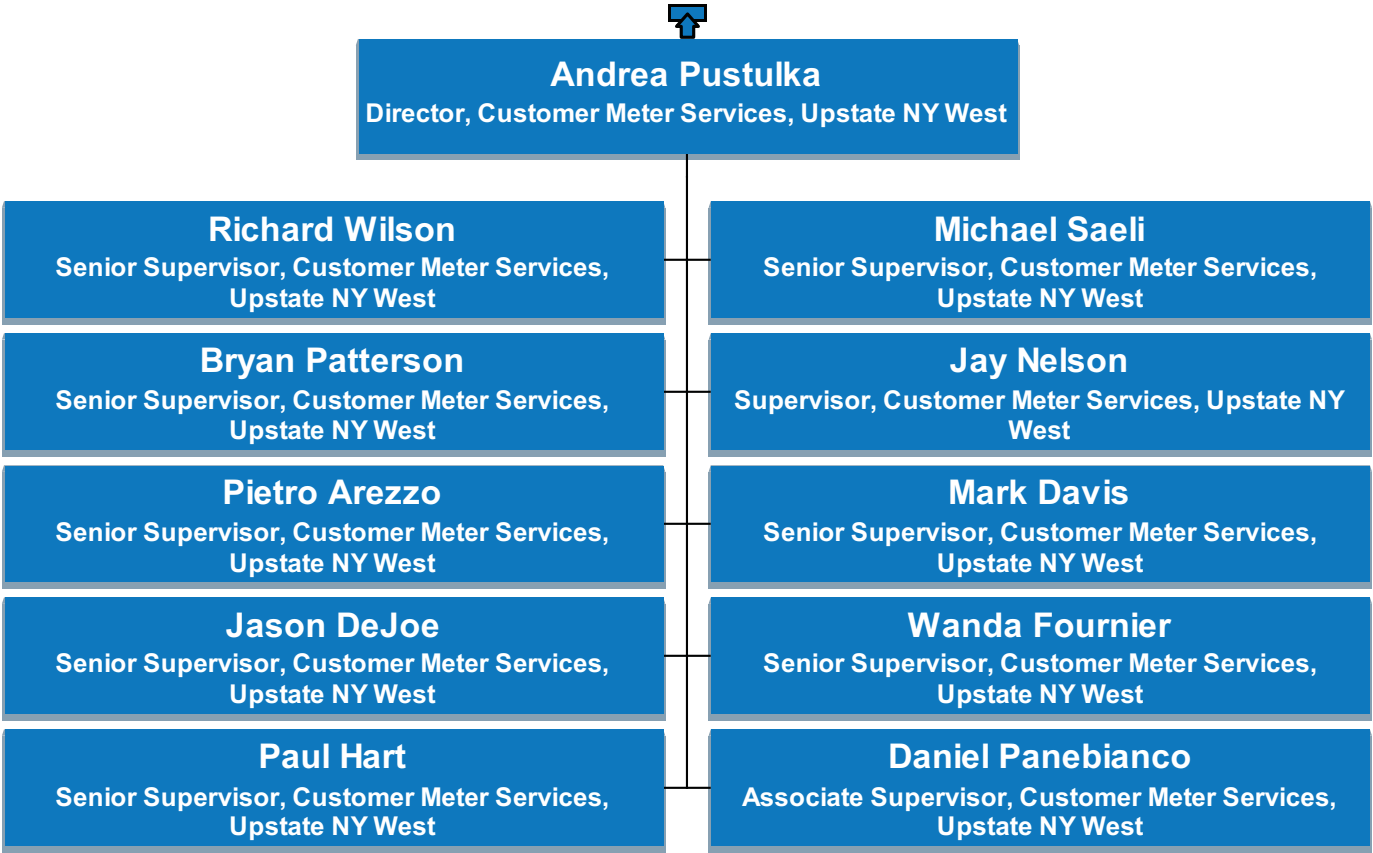 Andrea Pustulka
Director, Customer Meter Services, Upstate NY West
Richard Wilson
Senior Supervisor, Customer Meter Services,
Upstate NY West
Michael Saeli
Senior Supervisor, Customer Meter Services,
Upstate NY West
Bryan Patterson
Senior Supervisor, Customer Meter Services,
Upstate NY West
Jay Nelson
Supervisor, Customer Meter Services, Upstate NY
West
Pietro Arezzo
Senior Supervisor, Customer Meter Services,
Upstate NY West
Mark Davis
Senior Supervisor, Customer Meter Services,
Upstate NY West
Jason DeJoe
Senior Supervisor, Customer Meter Services,
Upstate NY West
Wanda Fournier
Senior Supervisor, Customer Meter Services,
Upstate NY West
Paul Hart
Senior Supervisor, Customer Meter Services,
Upstate NY West
Daniel Panebianco
Associate Supervisor, Customer Meter Services,
Upstate NY West